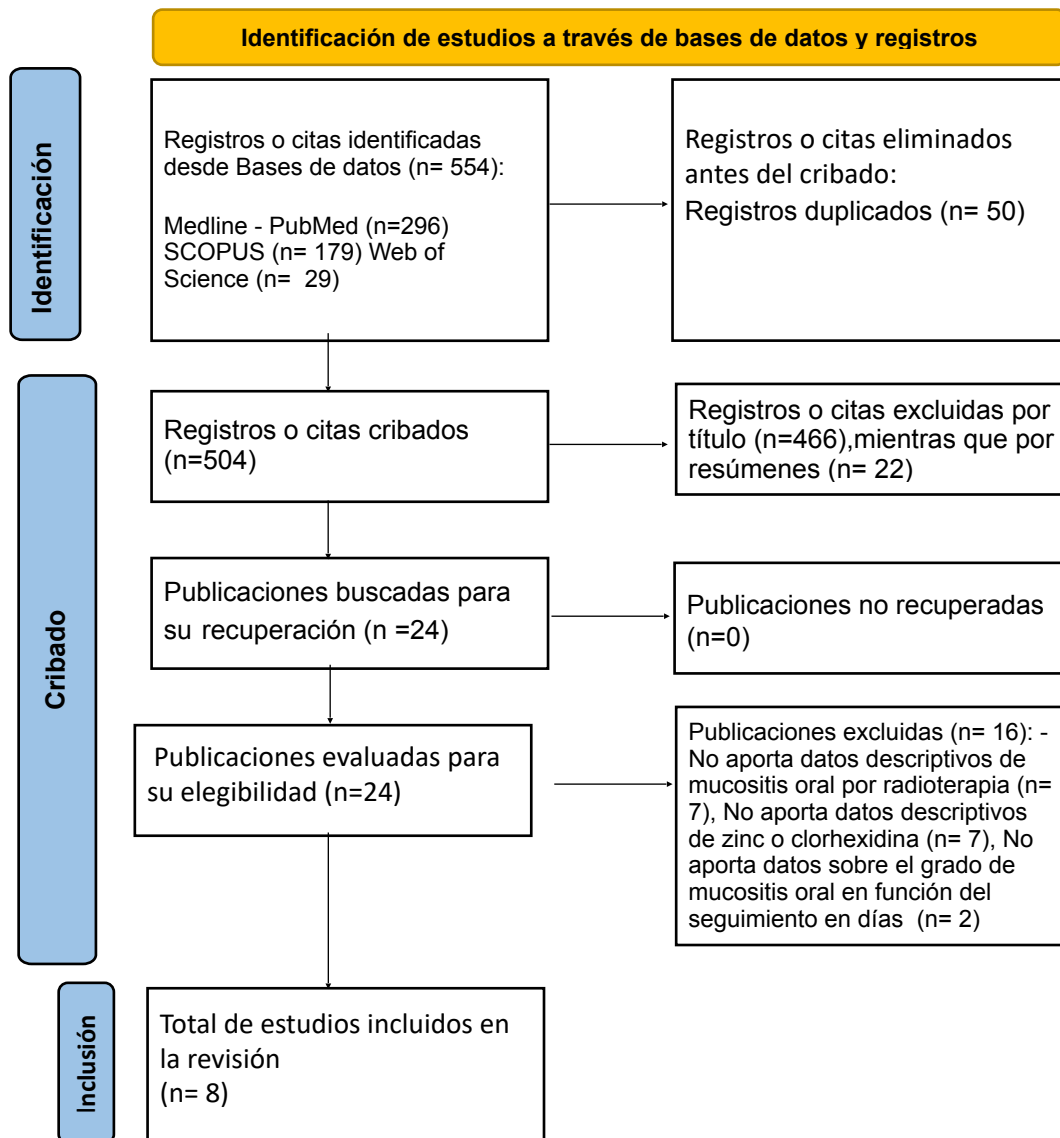 Identificación de estudios a través de bases de datos y registros
Identificación
Registros o citas identificadas
desde Bases de datos (n= 554):
Medline - PubMed (n=296)
SCOPUS (n= 179) Web of
Science (n= 29)
Registros o citas eliminados
antes del cribado:
Registros duplicados (n= 50)
Cribado
Registros o citas cribados
(n=504)
Registros o citas excluidas por
título (n=466),mientras que por
resúmenes (n= 22)
Publicaciones buscadas para
su recuperación (n =24)
Publicaciones no recuperadas
(n=0)
Publicaciones evaluadas para
su elegibilidad (n=24)
Publicaciones excluidas (n= 16): -
No aporta datos descriptivos de
mucositis oral por radioterapia (n=
7), No aporta datos descriptivos
de zinc o clorhexidina (n= 7), No
aporta datos sobre el grado de
mucositis oral en función del
seguimiento en días (n= 2)
Inclusión
Total de estudios incluidos en
la revisión
(n= 8)